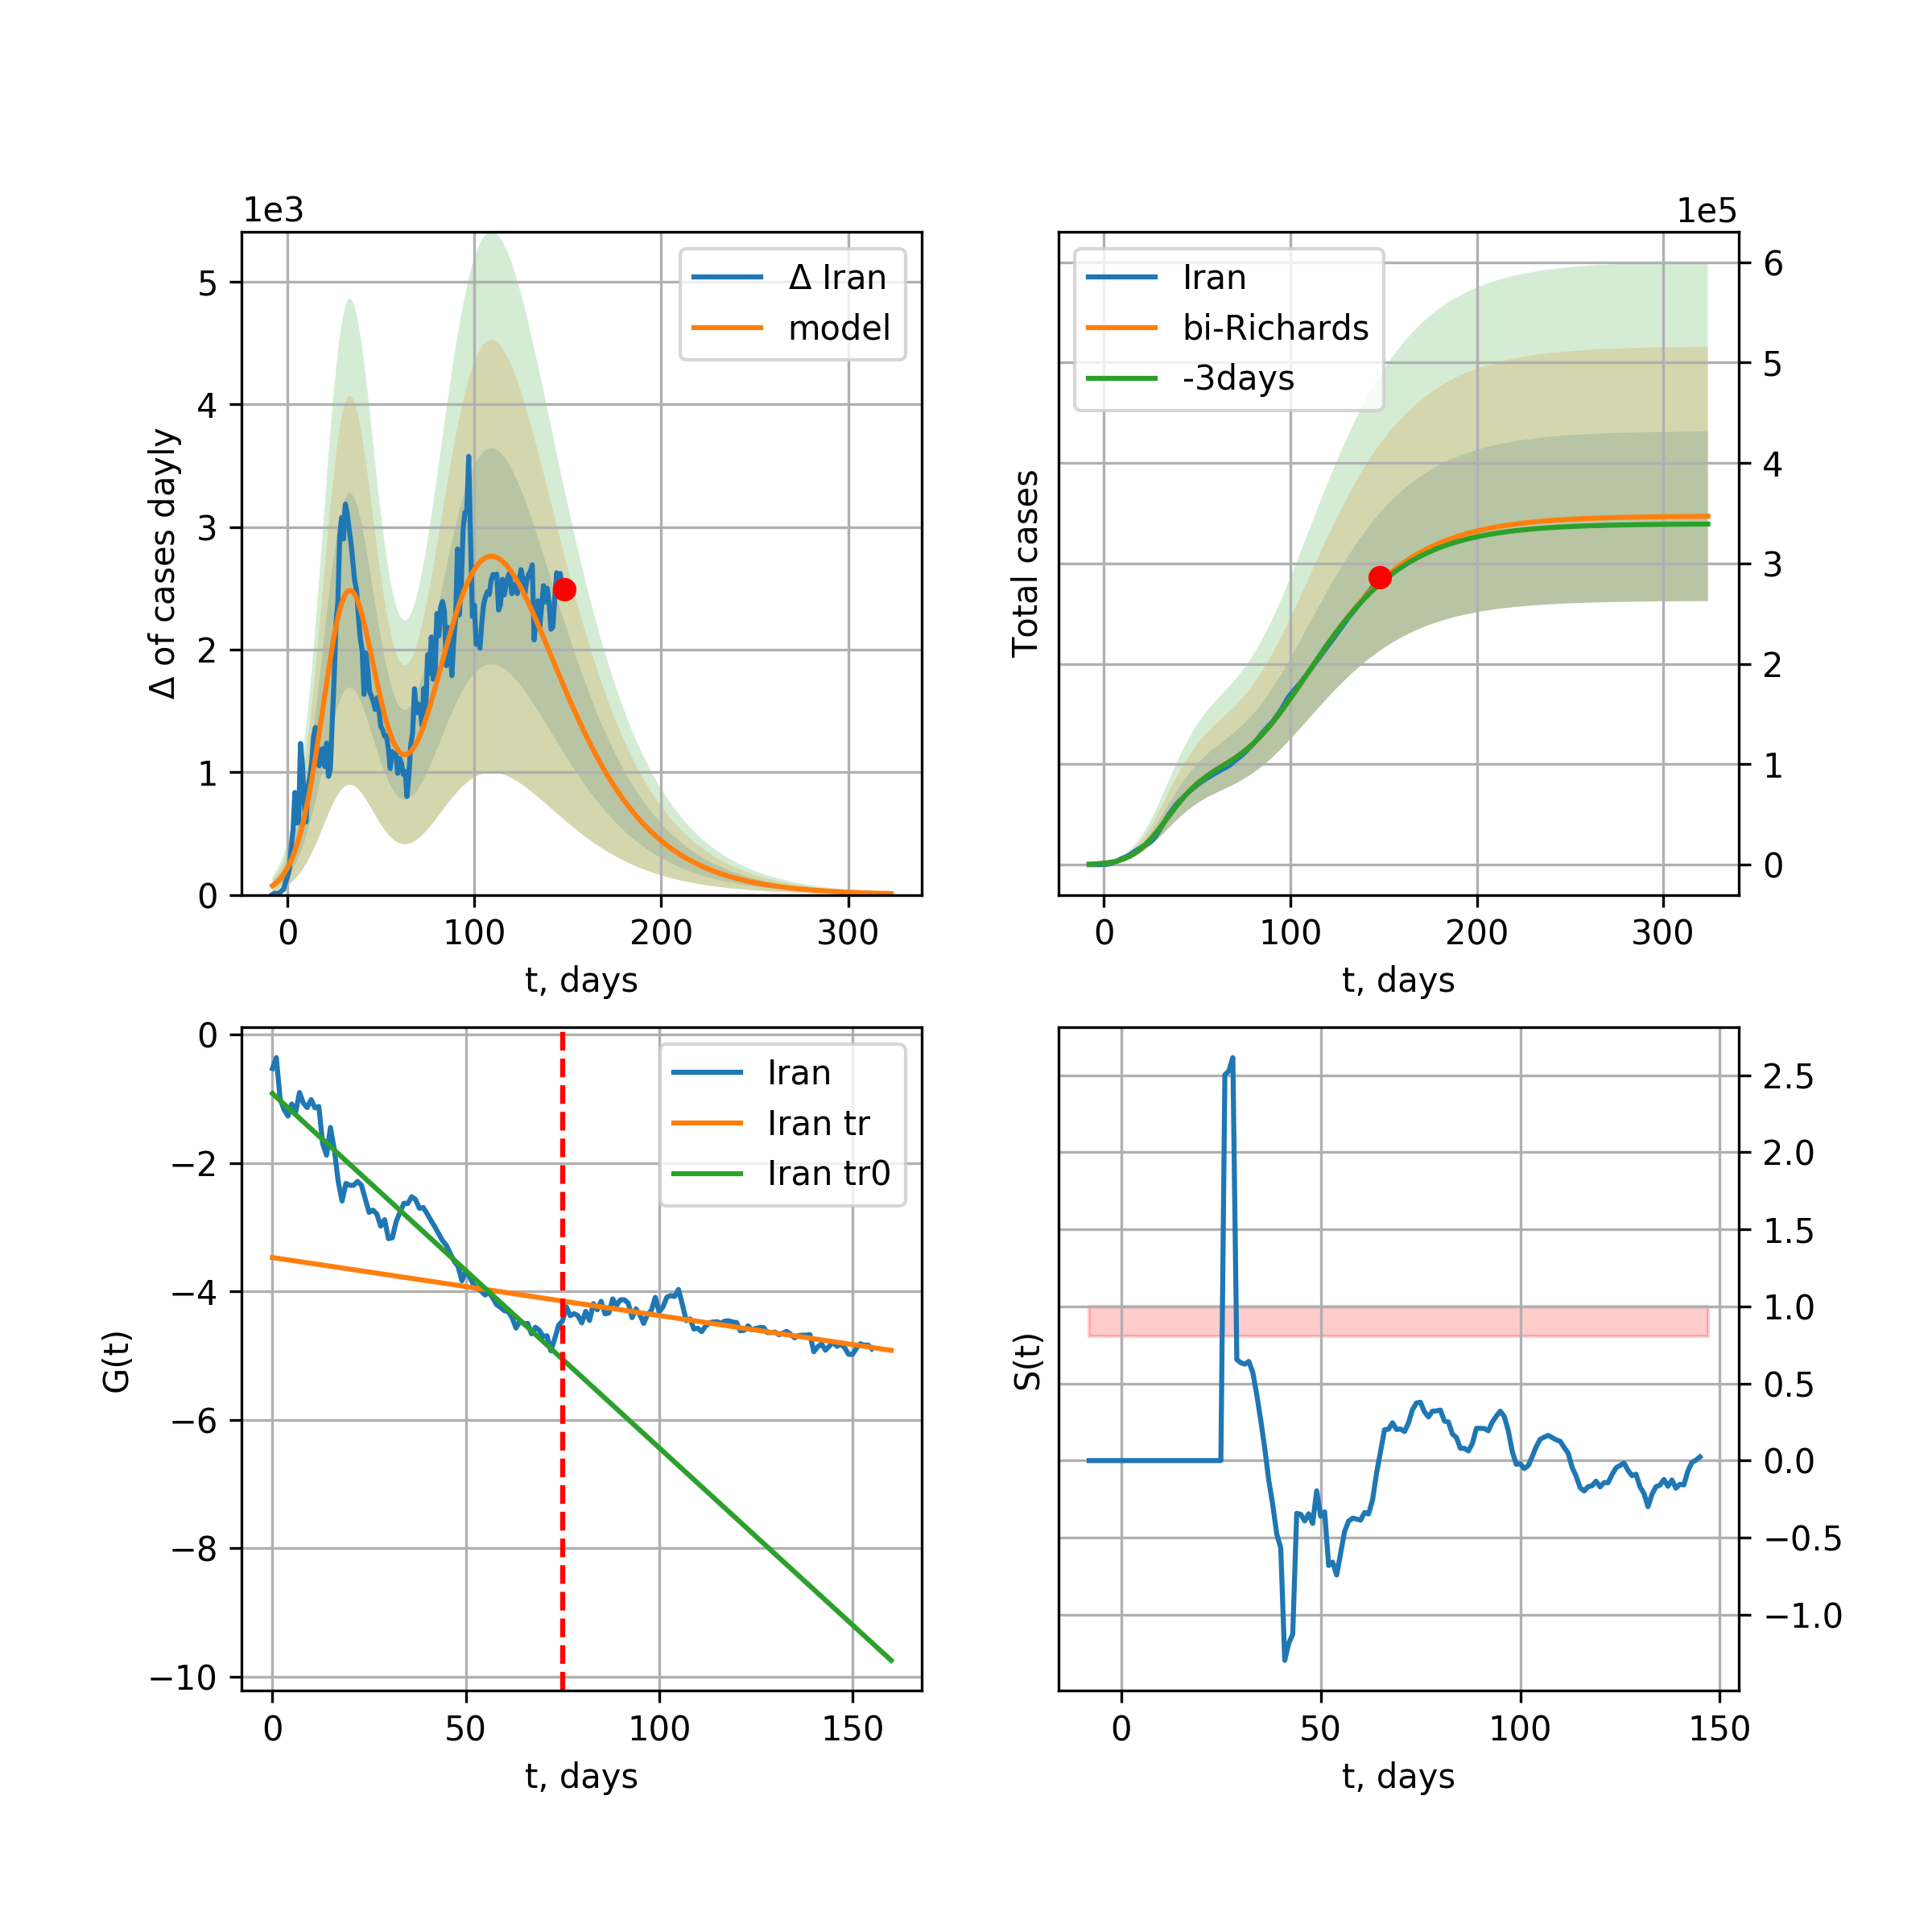 1e3
Δ of cases dayly
5
4
3
2
1
0
0 100 200 300
t, days
Δ Iran
model
1e5
Total cases
6
5
4
3
2
1
0
0 100 200 300
t, days
Iran
bi-Richards
-3days
G(t)
0
−2
−4
−6
−8
−10
0 50 100 150
t, days
Iran
Iran tr
Iran tr0
S(t)
2.5
2.0
1.5
1.0
0.5
0.0
−0.5
−1.0
0 50 100 150
t, days